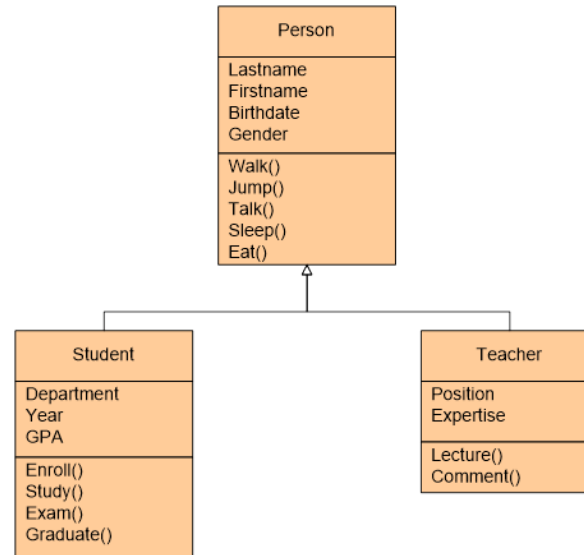 Person
Lastname
Firstname
Birthdate
Gender
Walk()
Jump()
Talk()
Sleep()
Eat()
Student
Department
Year
GPA
Enroll()
Study()
Exam()
Graduate()
Teacher
Position
Expertise
Lecture()
Comment()